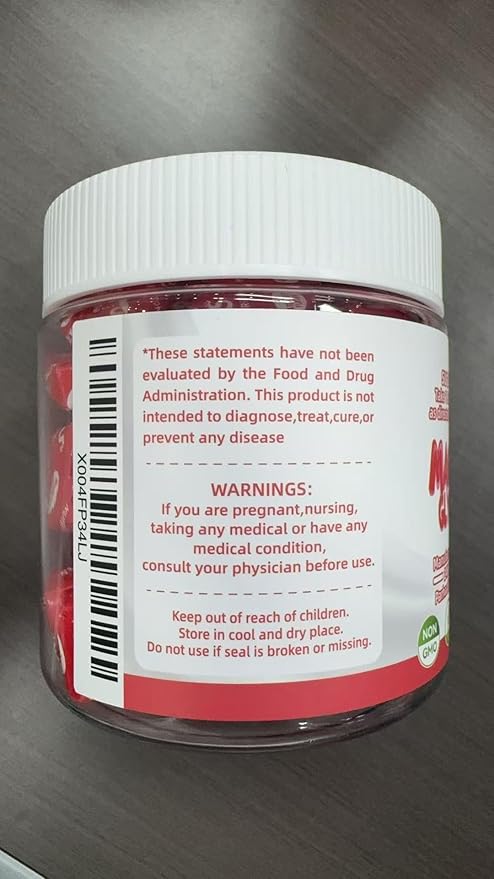 *These statements have not been
evaluated by the Food and Drug
Administration. This product is not
intended to diagnose,treat,cure,or
prevent any disease
WARNINGS:
If you are pregnant,nursing,
taking any medical or have any
medical condition,
consult your physician before use.
Keep out of reach of children.
Store in cool and dry place.
Do not use if seal is broken or missing.
X004FP34LJ
NON
GMO